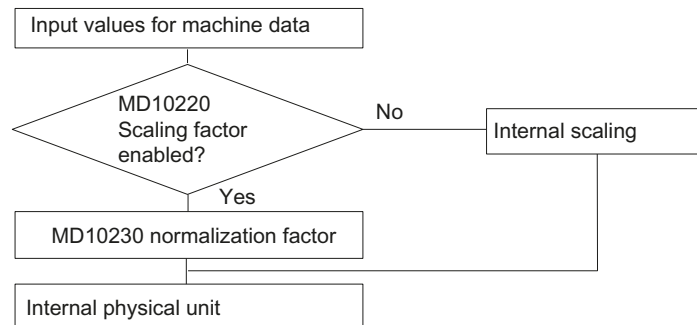 Input values for machine data
MD10220
Scaling factor
enabled?
No
Internal scaling
Yes
MD10230 normalization factor
Internal physical unit